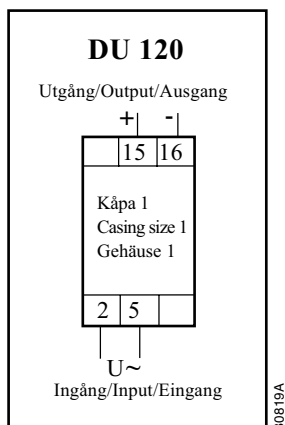 DU 120
Utgång/Output/Ausgang
+ -
15 16
Kåpa 1
Casing size 1
Gehäuse 1
2 5
U~
Ingång/Input/Eingang